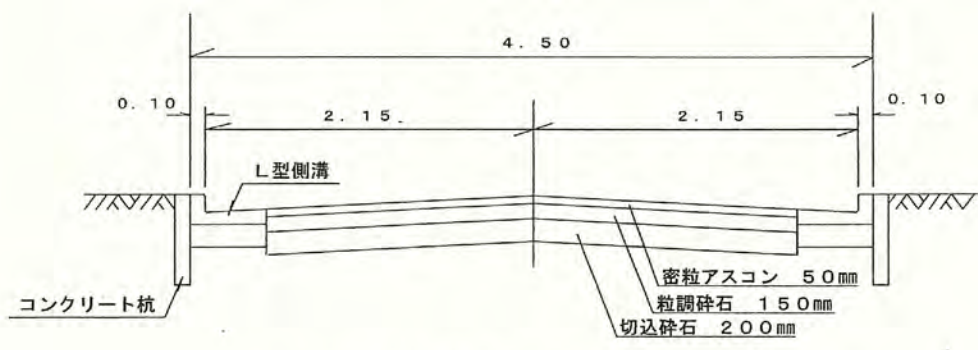 4.50
0.10
0.10
2.15
2.15
L型側溝
密粒アスコン 50㎜
コンクリート杭
粒調砕石 150㎜
切込砕石 200㎜